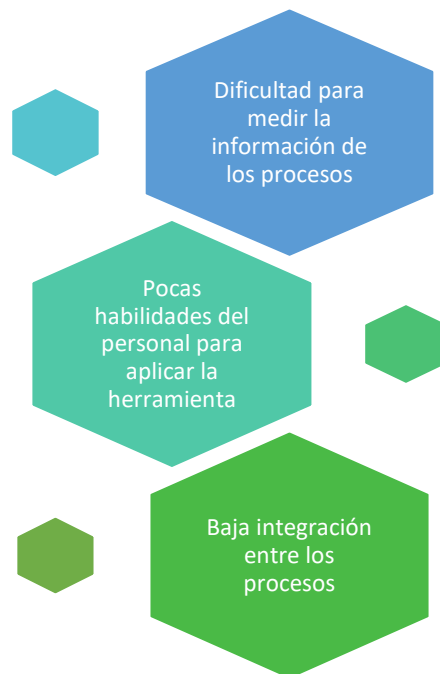 Dificultad para
medir la
información de
los procesos
Pocas
habilidades del
personal para
aplicar la
herramienta
Baja integración
entre los
procesos